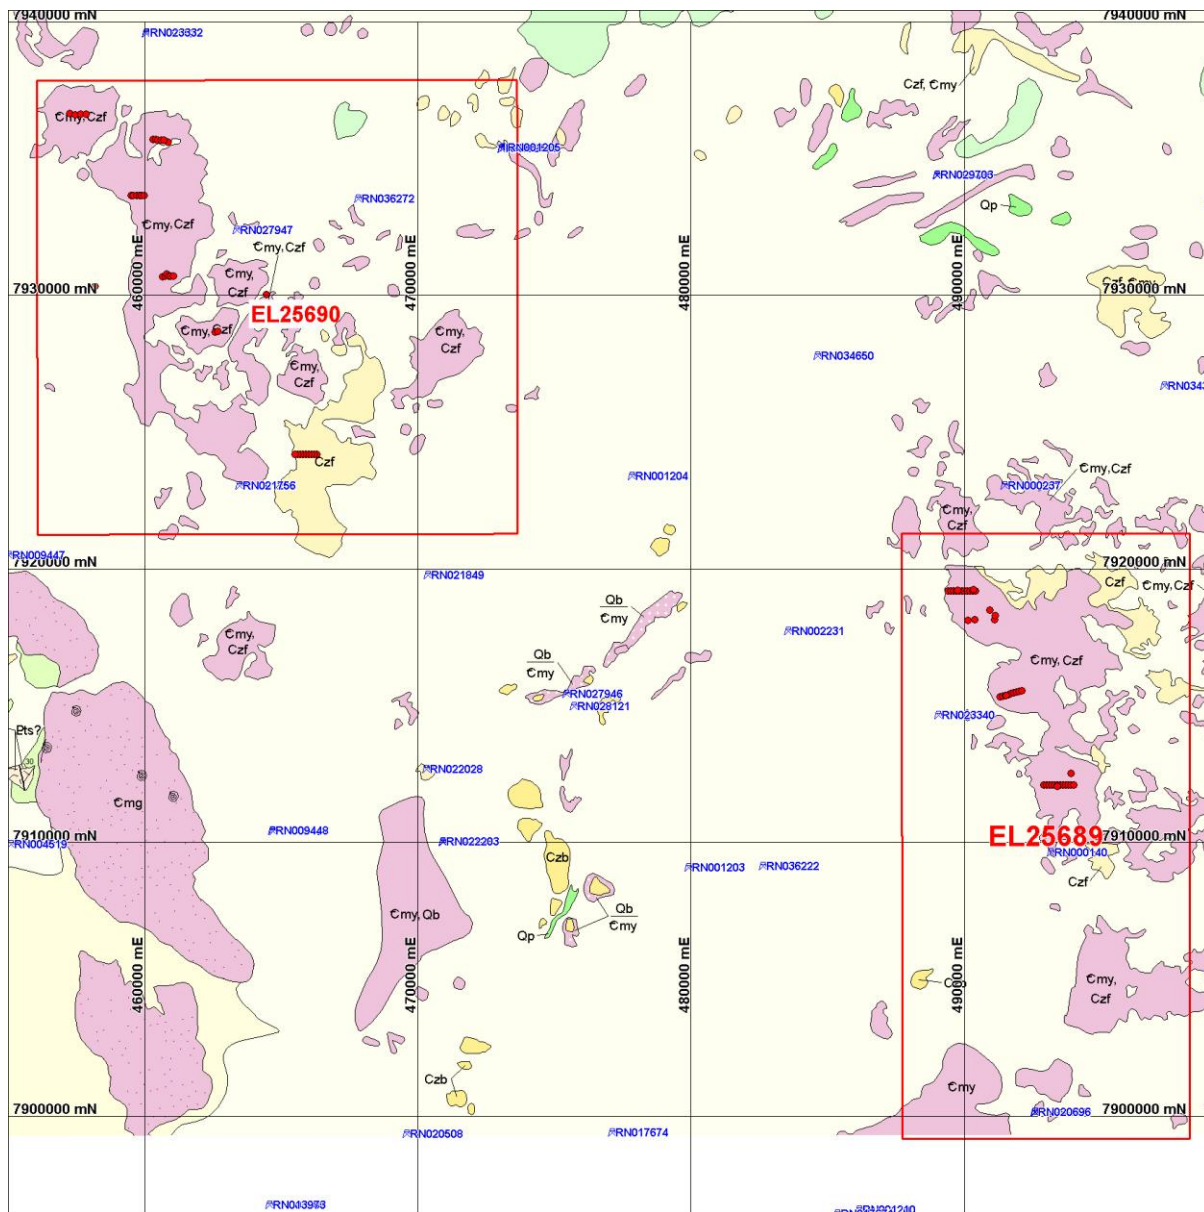 7940000 mN
7940000 mN
RN023332
Czf, Ꞓmy
Ꞓmy,Czf
RN029703
RN036272
Qp
Ꞓmy, Czf
RN027947
Ꞓmy,Czf
460000 mE
470000 mE
480000 mE
490000 mE
Ꞓmy,
Czf
7930000 mN
7930000 mN
EL25690
Ꞓmy, Czf
Ꞓmy,
Czf
Ꞓmy,
Czf
RN034650
Czf
RN021756
RN001204
RN000237
Ꞓmy,Czf
Ꞓmy,
Czf
RN009447
7920000 mN
7920000 mN
RN021849
Czf
Ꞓmy, Czf
Qb
Ꞓmy
RN002231
Ꞓmy,
Czf
Qb
Ꞓmy
Ꞓmy, Czf
RN027946
RN028121
RN023340
Pts?
30
RN022028
Ꞓmg
RN009448
7910000 mN
7910000 mN
EL25689
RN004519
RN022203
RN000140
Czb
RN001203
RN036222
Czf
Ꞓmy, Qb
Qb
Ꞓmy
Qp
460000 mE
470000 mE
480000 mE
490000 mE
Ꞓmy,
Czf
Czb
Ꞓmy
7900000 mN
7900000 mN
RN020696
RN020508
RN017674